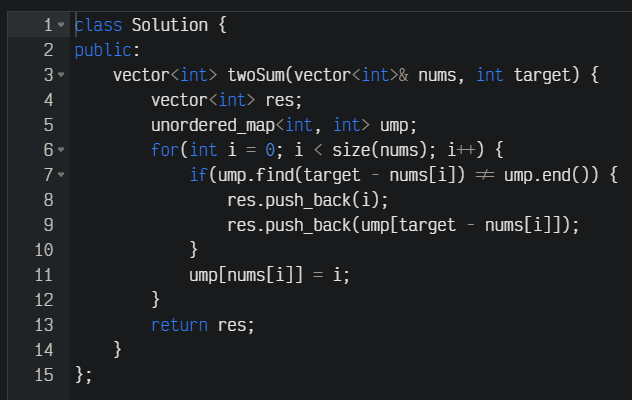 1 class Solution {
2 public:
3     vector<int> twoSum(vector<int>& nums, int target) {
4         vector<int> res;
5         unordered_map<int, int> ump;
6         for(int i = 0; i < size(nums); i++) {
7             if(ump.find(target - nums[i]) != ump.end()) {
8                 res.push_back(i);
9                 res.push_back(ump[target - nums[i]]);
10             }
11             ump[nums[i]] = i;
12         }
13         return res;
14     }
15 };